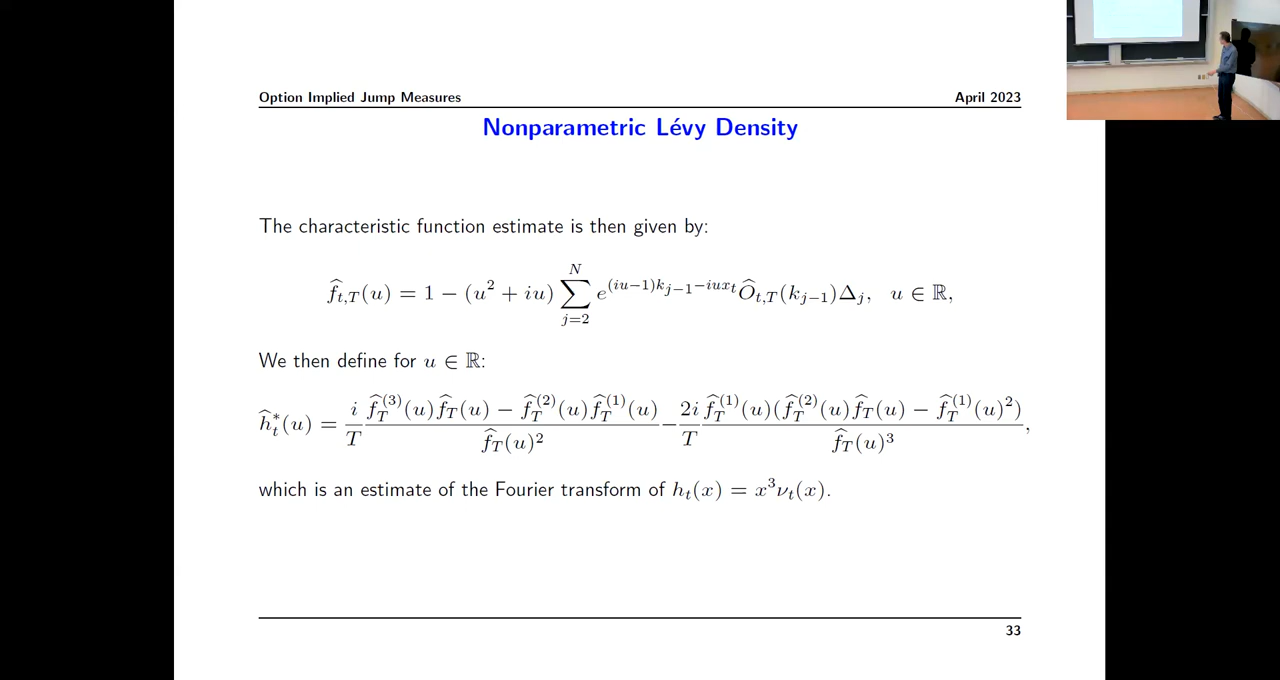 Option Implied Jump Measures April 2023
Nonparametric Lévy Density
The characteristic function estimate is then given by:
$\widehat{f}_{t,T}(u) = 1 - (u^2 + iu) \sum_{j=2}^{N} e^{(iu-1)k_{j-1}-iux_t} \widehat{O}_{t,T}(k_{j-1})\Delta_j, \quad u \in \mathbb{R},$
We then define for $u \in \mathbb{R}$:
$\widehat{h}_t^*(u) = \frac{i}{T} \frac{\widehat{f}_T^{(3)}(u)\widehat{f}_T(u) - \widehat{f}_T^{(2)}(u)\widehat{f}_T^{(1)}(u)}{\widehat{f}_T(u)^2} - \frac{2i}{T} \frac{\widehat{f}_T^{(1)}(u)(\widehat{f}_T^{(2)}(u)\widehat{f}_T(u) - \widehat{f}_T^{(1)}(u)^2)}{\widehat{f}_T(u)^3},$
which is an estimate of the Fourier transform of $h_t(x) = x^3\nu_t(x)$.
33